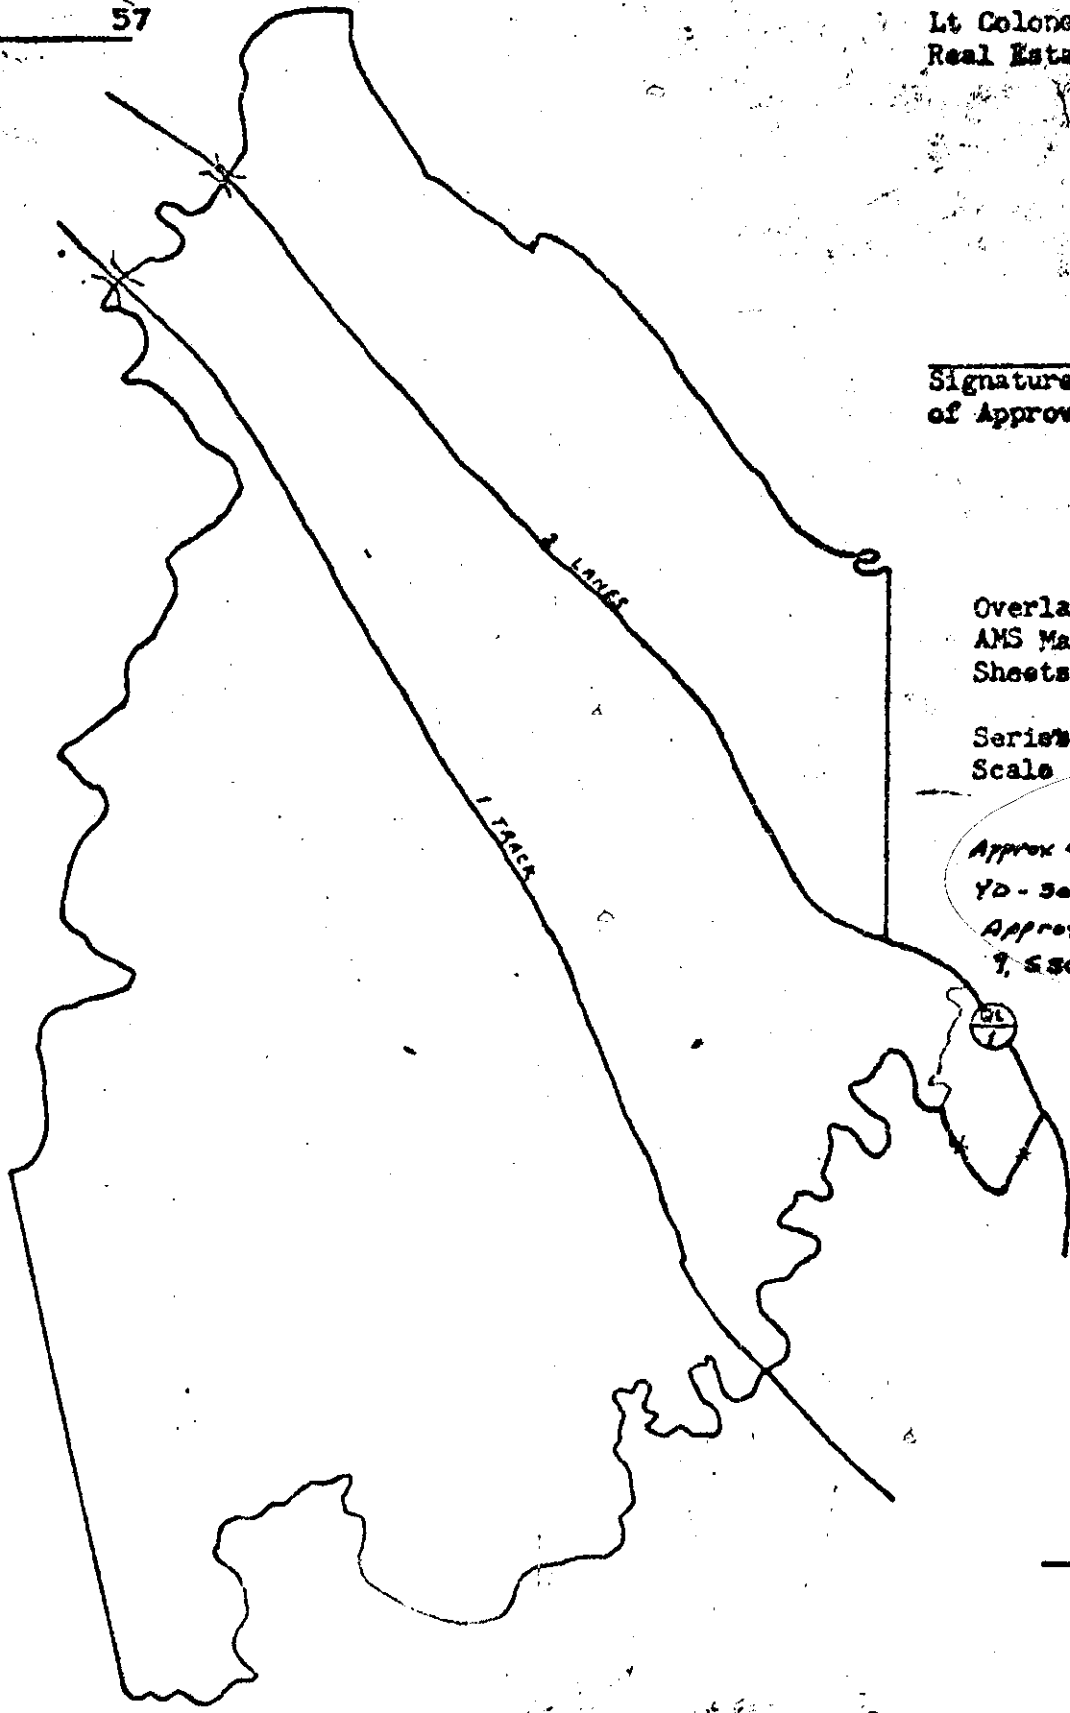 57
Lt Colone
Real Esta
Signature
of Approv
2 LANES
Overla
AMS Ma
Sheets
Series
Scale
1 TRACK
Approx
YD - 
Approx